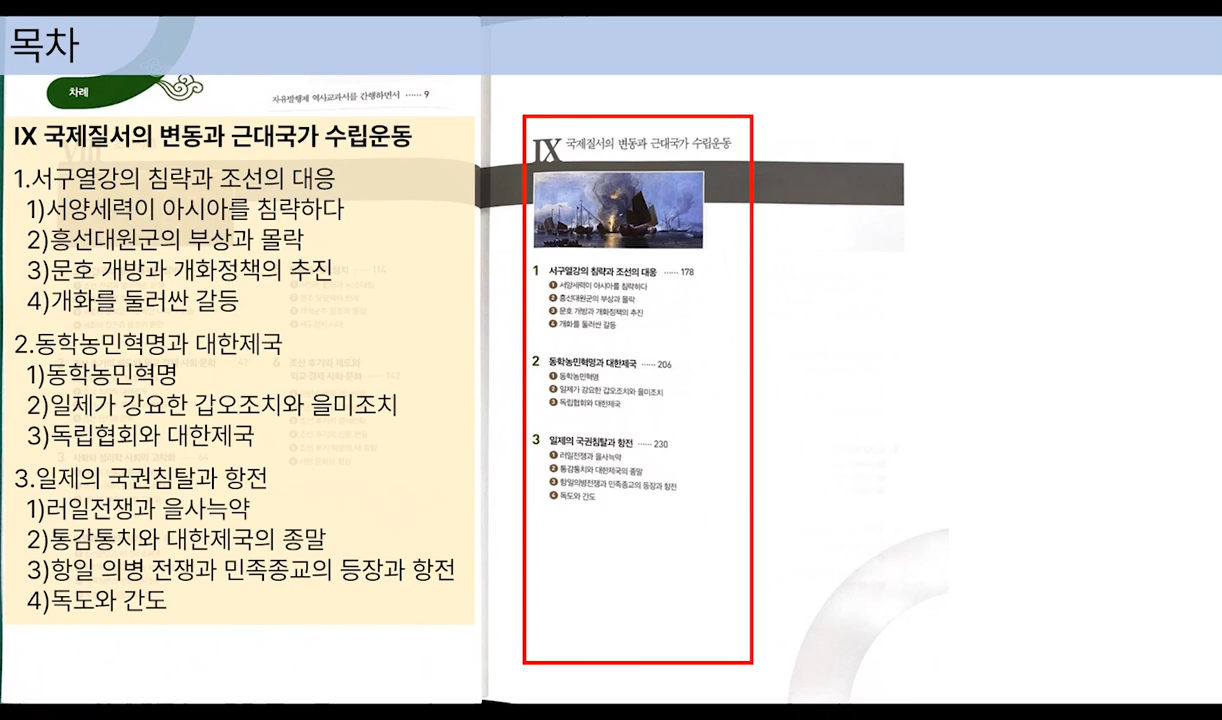 목차
차례
자유발행제 역사교과서를 간행하면서 ...... 9
IX 국제질서의 변동과 근대국가 수립운동
1.서구열강의 침략과 조선의 대응
1)서양세력이 아시아를 침략하다
2)흥선대원군의 부상과 몰락
3)문호 개방과 개화정책의 추진
4)개화를 둘러싼 갈등
2.동학농민혁명과 대한제국
1)동학농민혁명
2)일제가 강요한 갑오조치와 을미조치
3)독립협회와 대한제국
3.일제의 국권침탈과 항전
1)러일전쟁과 을사늑약
2)통감통치와 대한제국의 종말
3)항일 의병 전쟁과 민족종교의 등장과 항전
4)독도와 간도
IX 국제질서의 변동과 근대국가 수립운동
1 서구열강의 침략과 조선의 대응 ...... 178
❶ 서양세력이 아시아를 침략하다
❷ 흥선대원군의 부상과 몰락
❸ 문호 개방과 개화정책의 추진
❹ 개화를 둘러싼 갈등
2 동학농민혁명과 대한제국 ...... 206
❶ 동학농민혁명
❷ 일제가 강요한 갑오조치와 을미조치
❸ 독립협회와 대한제국
3 일제의 국권침탈과 항전 ...... 230
❶ 러일전쟁과 을사늑약
❷ 통감통치와 대한제국의 종말
❸ 항일의병전쟁과 민족종교의 등장과 항전
❹ 독도와 간도